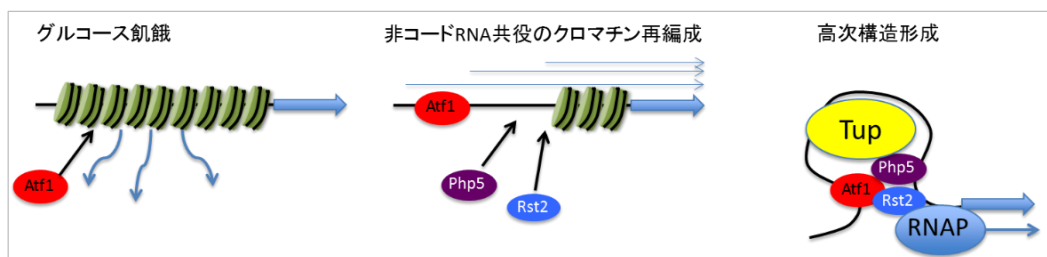 グルコース飢餓
Atf1
非コードRNA共役のクロマチン再編成
Atf1
Php5
Rst2
高次構造形成
Tup
Php5
Atf1
Rst2
RNAP